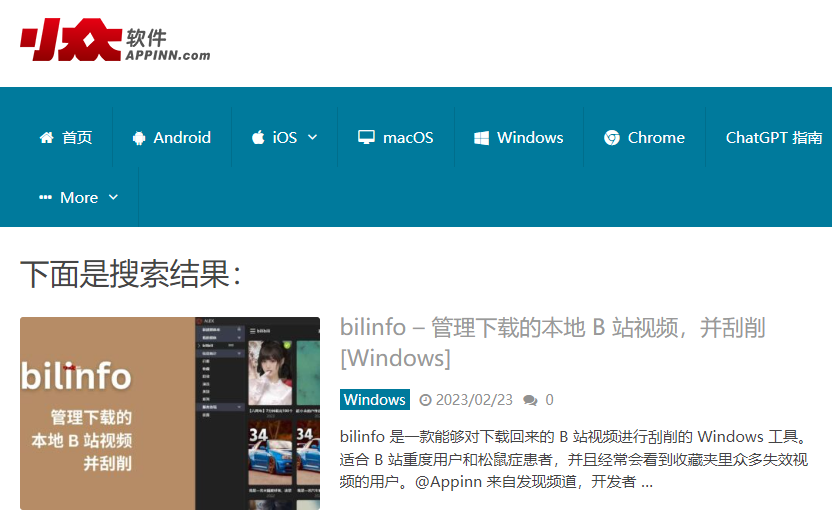 小众软件
APPINN.com
首页 Android iOS macOS Windows Chrome ChatGPT 指南
More
下面是搜索结果：
bilinfo – 管理下载的本地 B 站视频，并刮削
[Windows]
Windows 2023/02/23 0
bilinfo 是一款能够对下载回来的 B 站视频进行刮削的 Windows 工具。
适合 B 站重度用户和松鼠症患者，并且经常会看到收藏夹里众多失效视
频的用户。@Appinn 来自发现频道，开发者 ...
bilinfo
管理下载的
本地 B 站视频
并刮削
34
34